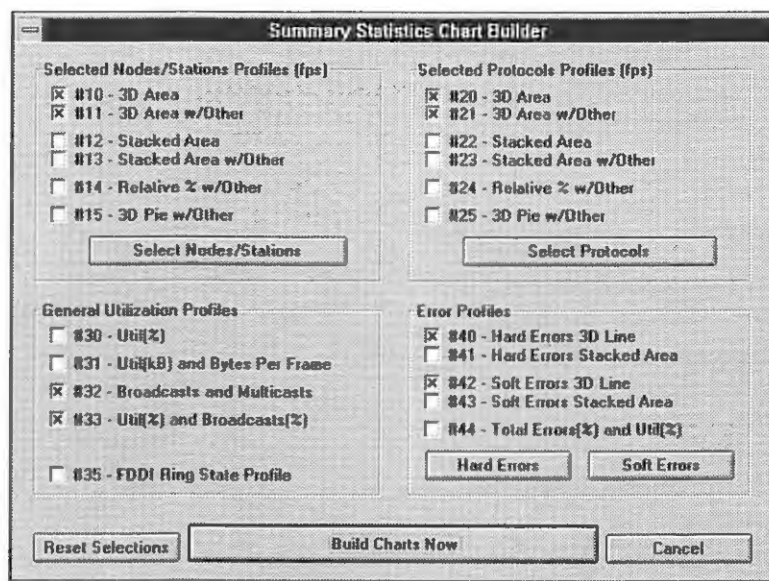 Summary Statistics Chart Builder
Selected Nodes/Stations Profiles (fps)
#10 - 3D Area
#11 - 3D Area w/Other
#12 - Stacked Area
#13 - Stacked Area w/Other
#14 - Relative % w/Other
#15 - 3D Pie w/Other
Select Nodes/Stations
Selected Protocols Profiles (fps)
#20 - 3D Area
#21 - 3D Area w/Other
#22 - Stacked Area
#23 - Stacked Area w/Other
#24 - Relative % w/Other
#25 - 3D Pie w/Other
Select Protocols
General Utilization Profiles
#30 - Util(%)
#31 - Util(kB) and Bytes Per Frame
#32 - Broadcasts and Multicasts
#33 - Util(%) and Broadcasts(%)
#35 - FDDI Ring State Profile
Error Profiles
#40 - Hard Errors 3D Line
#41 - Hard Errors Stacked Area
#42 - Soft Errors 3D Line
#43 - Soft Errors Stacked Area
#44 - Total Errors(%) and Util(%)
Hard Errors
Soft Errors
Reset Selections
Build Charts Now
Cancel